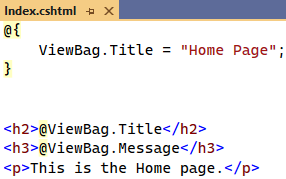 Index.cshtml
@{
    ViewBag.Title = "Home Page";
}
<h2>@ViewBag.Title</h2>
<h3>@ViewBag.Message</h3>
<p>This is the Home page.</p>